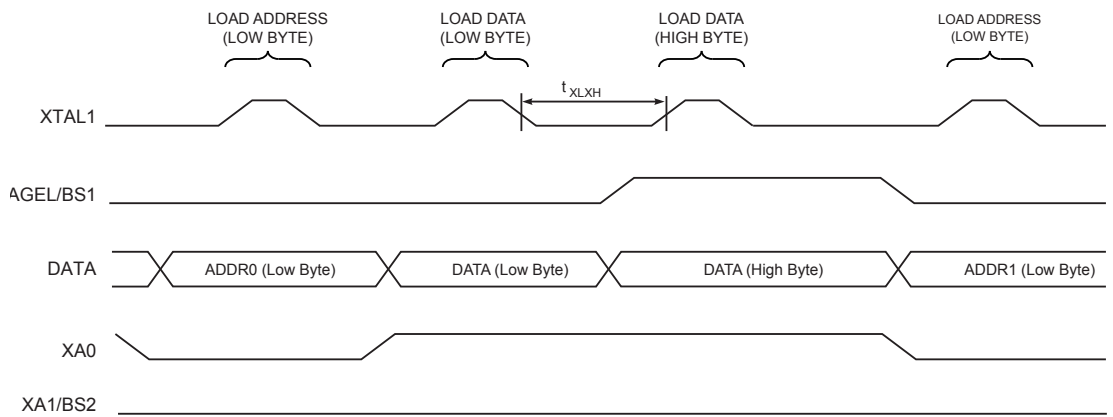 LOAD ADDRESS
(LOW BYTE)
LOAD DATA
(LOW BYTE)
LOAD DATA
(HIGH BYTE)
LOAD ADDRESS
(LOW BYTE)
t XLXH
XTAL1
AGEL/BS1
DATA
ADDR0 (Low Byte)
DATA (Low Byte)
DATA (High Byte)
ADDR1 (Low Byte)
XA0
XA1/BS2